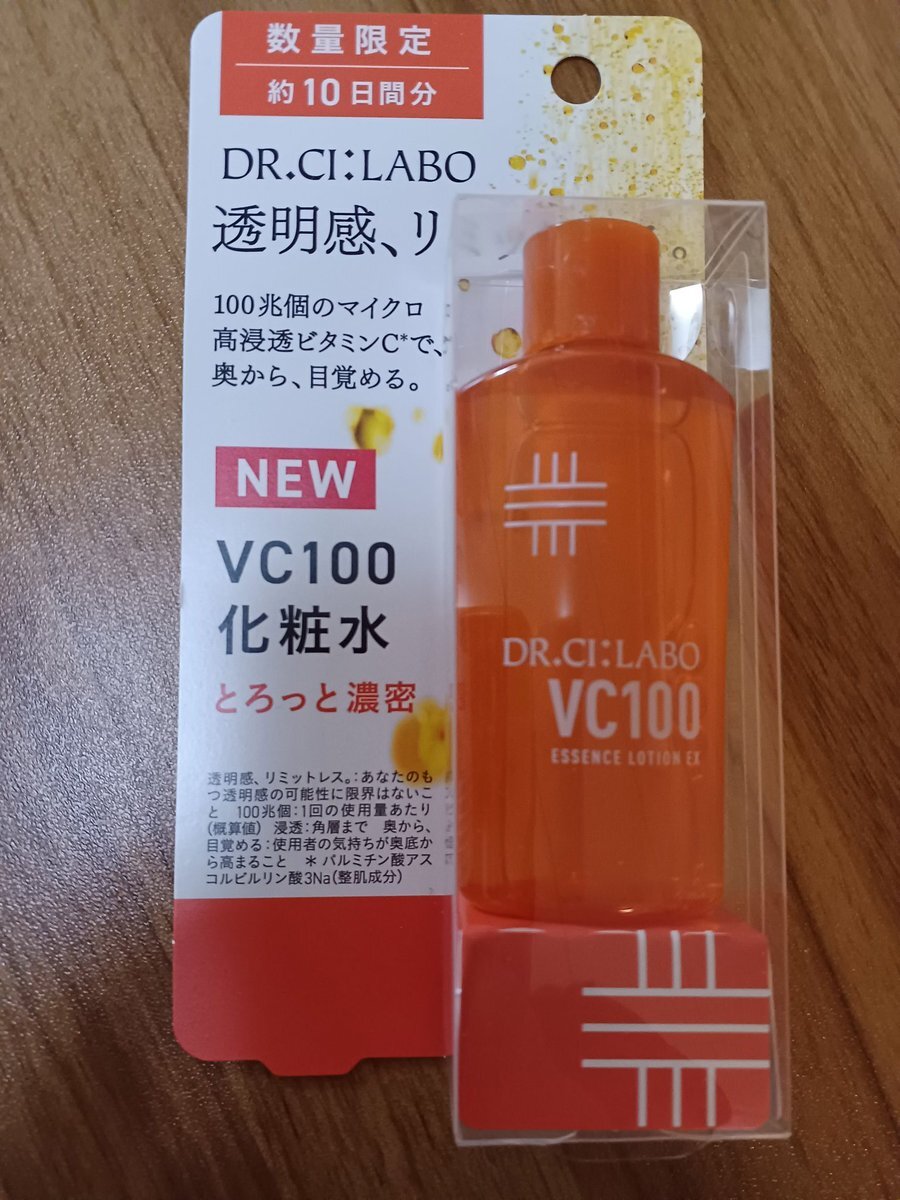 数量限定
約10日間分
DR.CI:LABO
透明感、リ
100兆個のマイクロ
高浸透ビタミンC*で、
奥から、目覚める。
NEW
VC100
化粧水
とろっと濃密
透明感、リミットレス。:あなたのも
つ透明感の可能性に限界はないこ
と 100兆個:1回の使用量あたり
(概算値) 浸透:角層まで 奥から、
目覚める:使用者の気持ちが奥底か
ら高まること *パルミチン酸アス
コルビルリン酸3Na(整肌成分)
DR.CI:LABO
VC100
ESSENCE LOTION EX